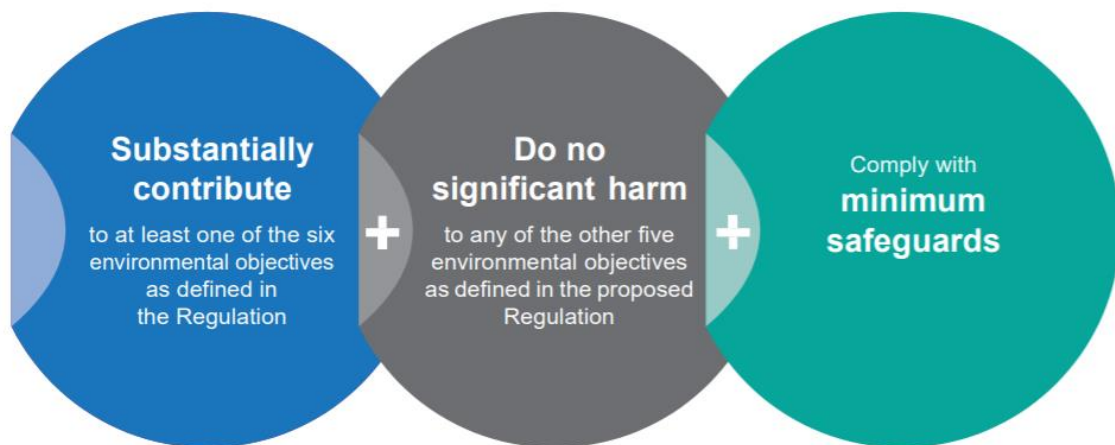 Substantially
contribute
to at least one of the six
environmental objectives
as defined in
the Regulation
+
Do no
significant harm
to any of the other five
environmental objectives
as defined in the proposed
Regulation
+
Comply with
minimum
safeguards